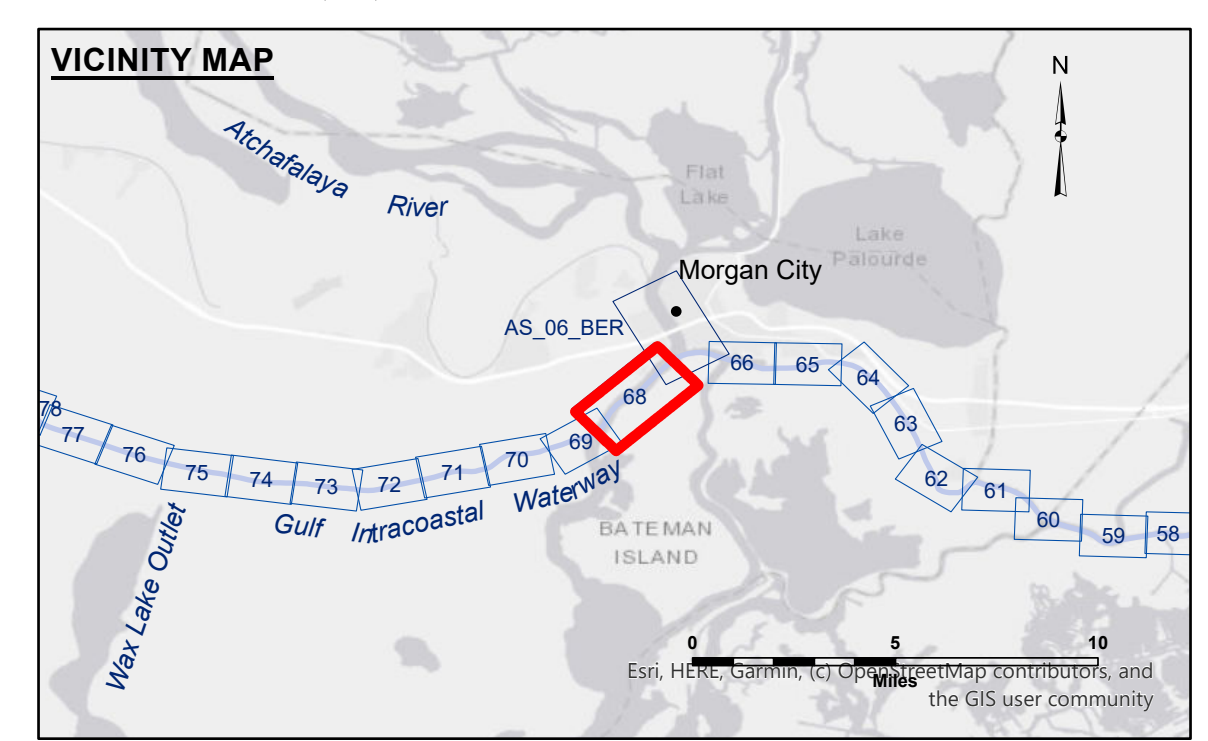 VICINITY MAP
N
Atchafalaya
River
Flat
Lake
Lake
Palourde
Morgan City
AS_06_BER
66
65
64
68
63
78
77
76
69
75
74
73
72
71
70
62
61
60
59
58
Gulf Intracoastal Waterway
Wax Lake Outlet
BATEMAN
ISLAND
0 5 10
Miles
Esri, HERE, Garmin, (c) OpenStreetMap contributors, and
the GIS user community